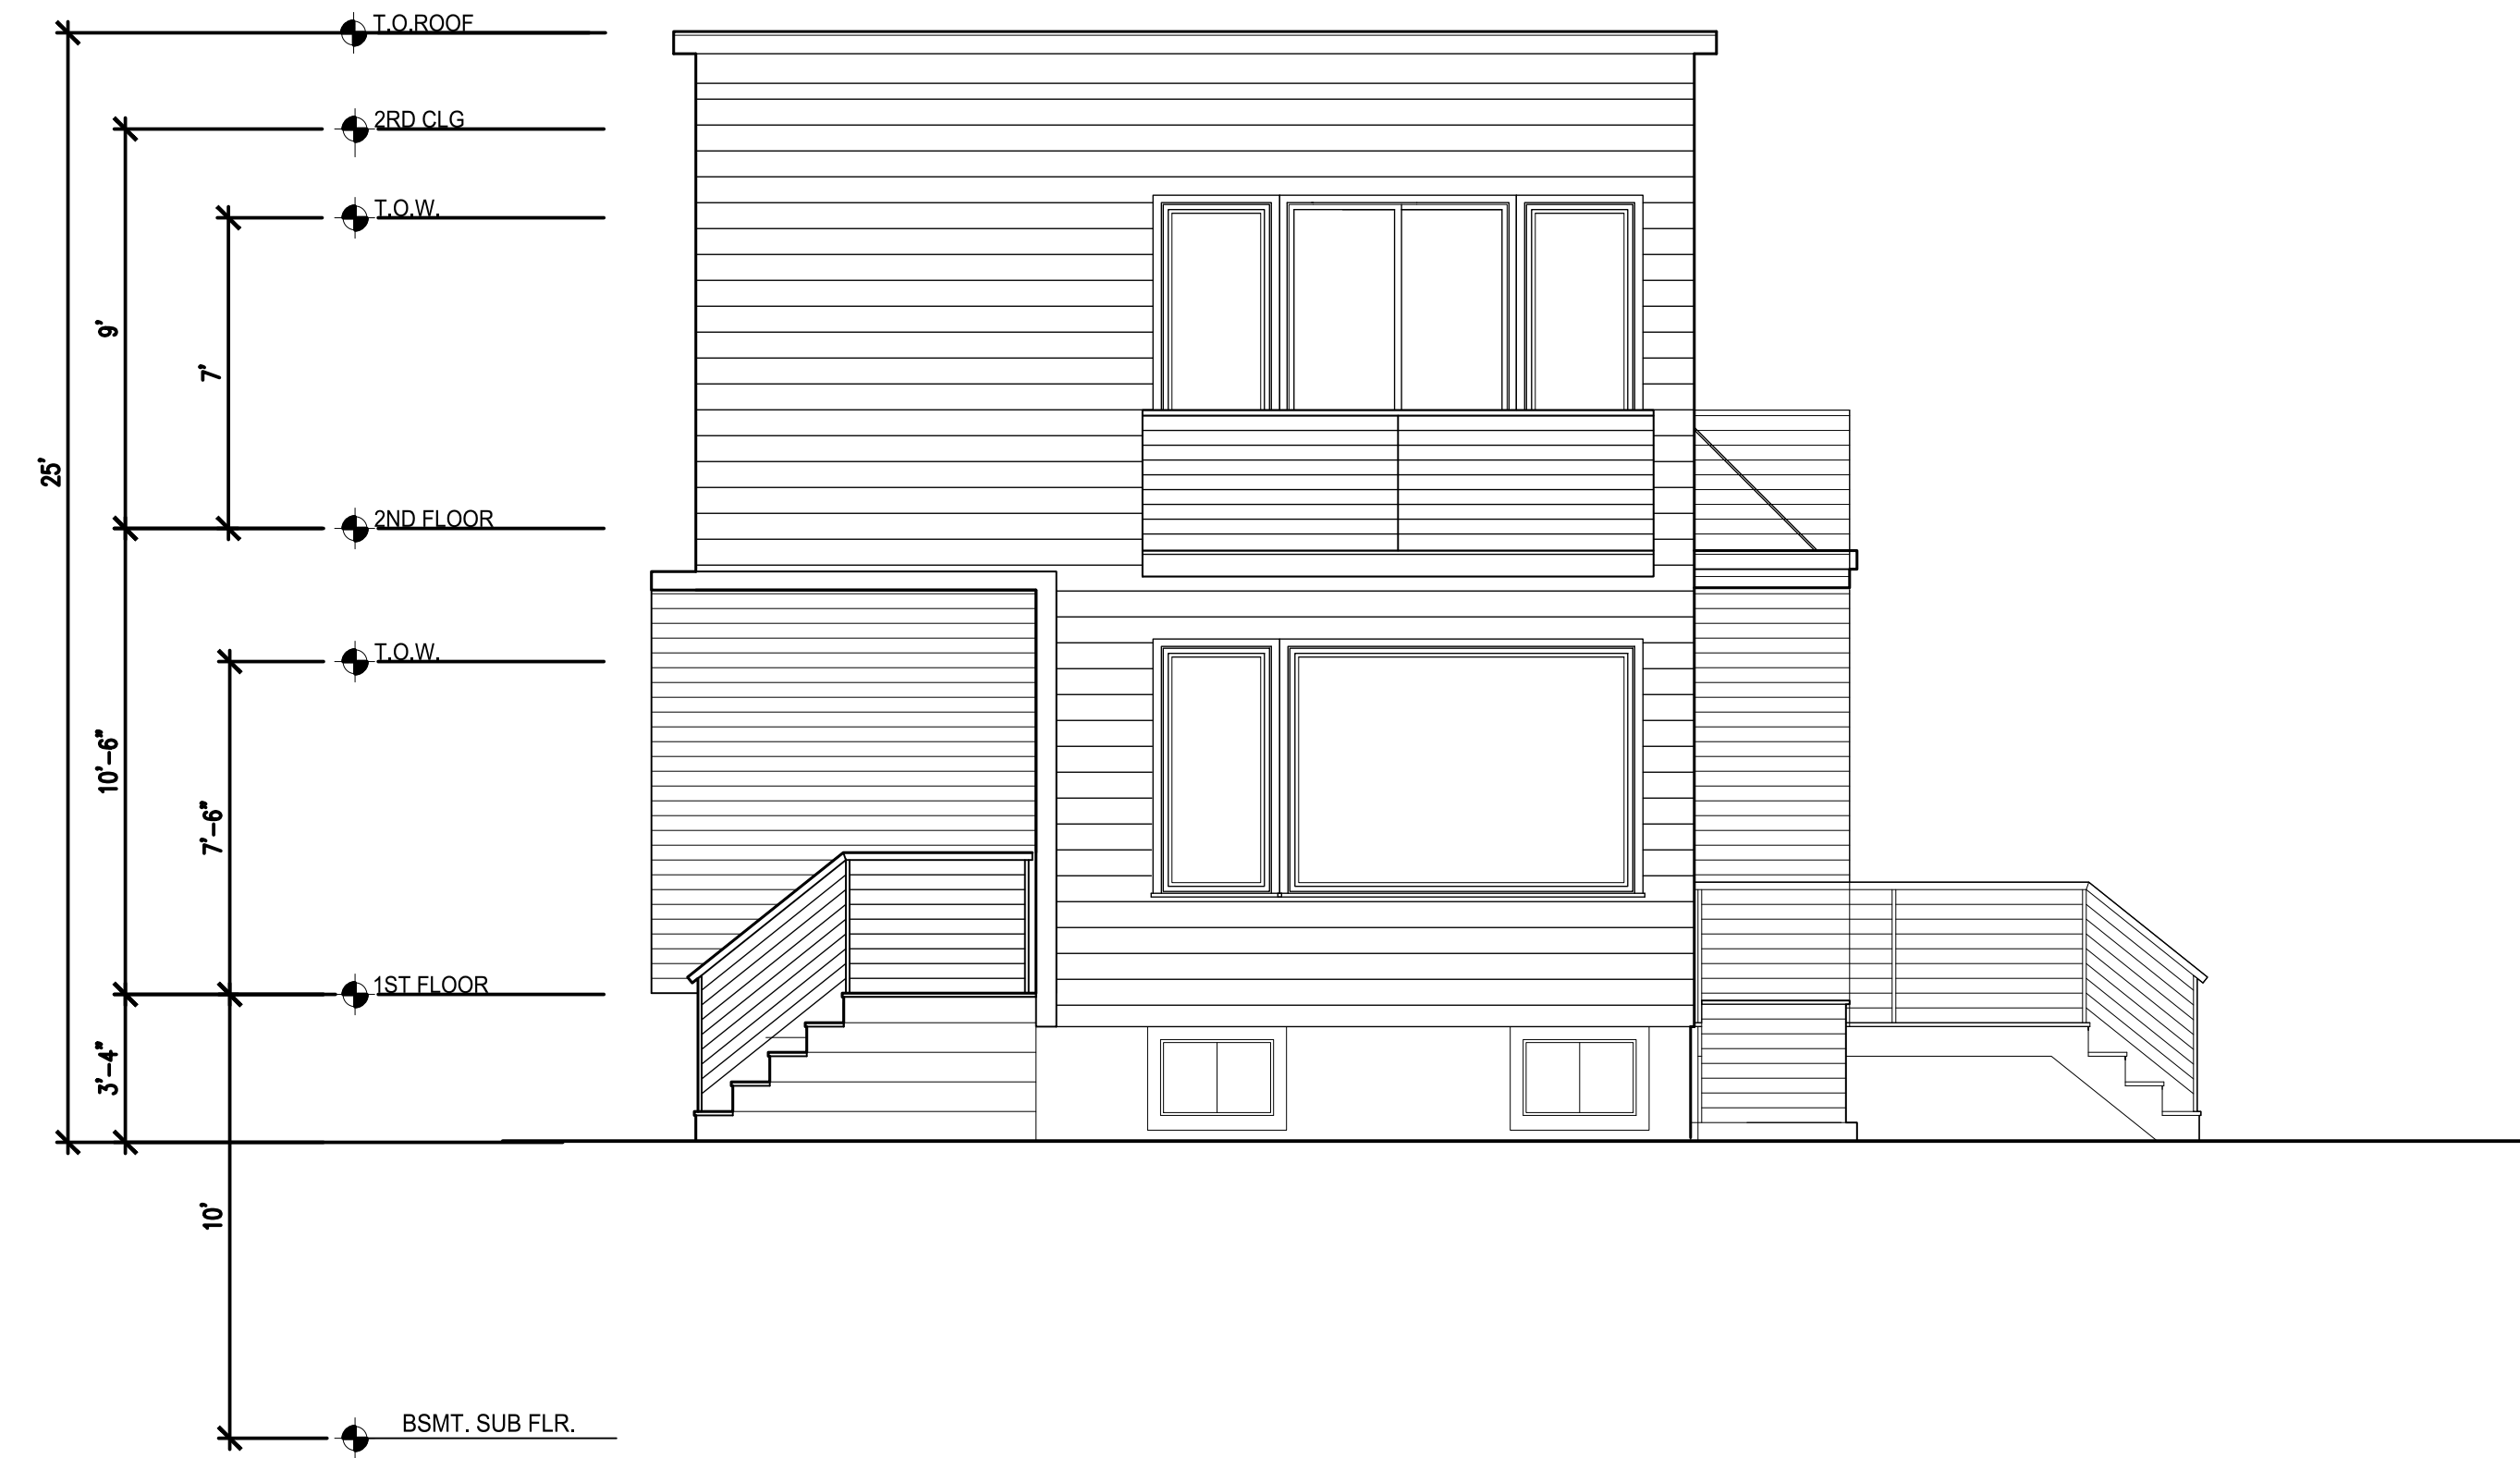 T.O.ROOF
2RD CLG
T.O.W.
9'
7'
25'
2ND FLOOR
T.O.W.
10'-6"
7'-6"
1ST FLOOR
3'-4"
10'
BSMT. SUB FLR.